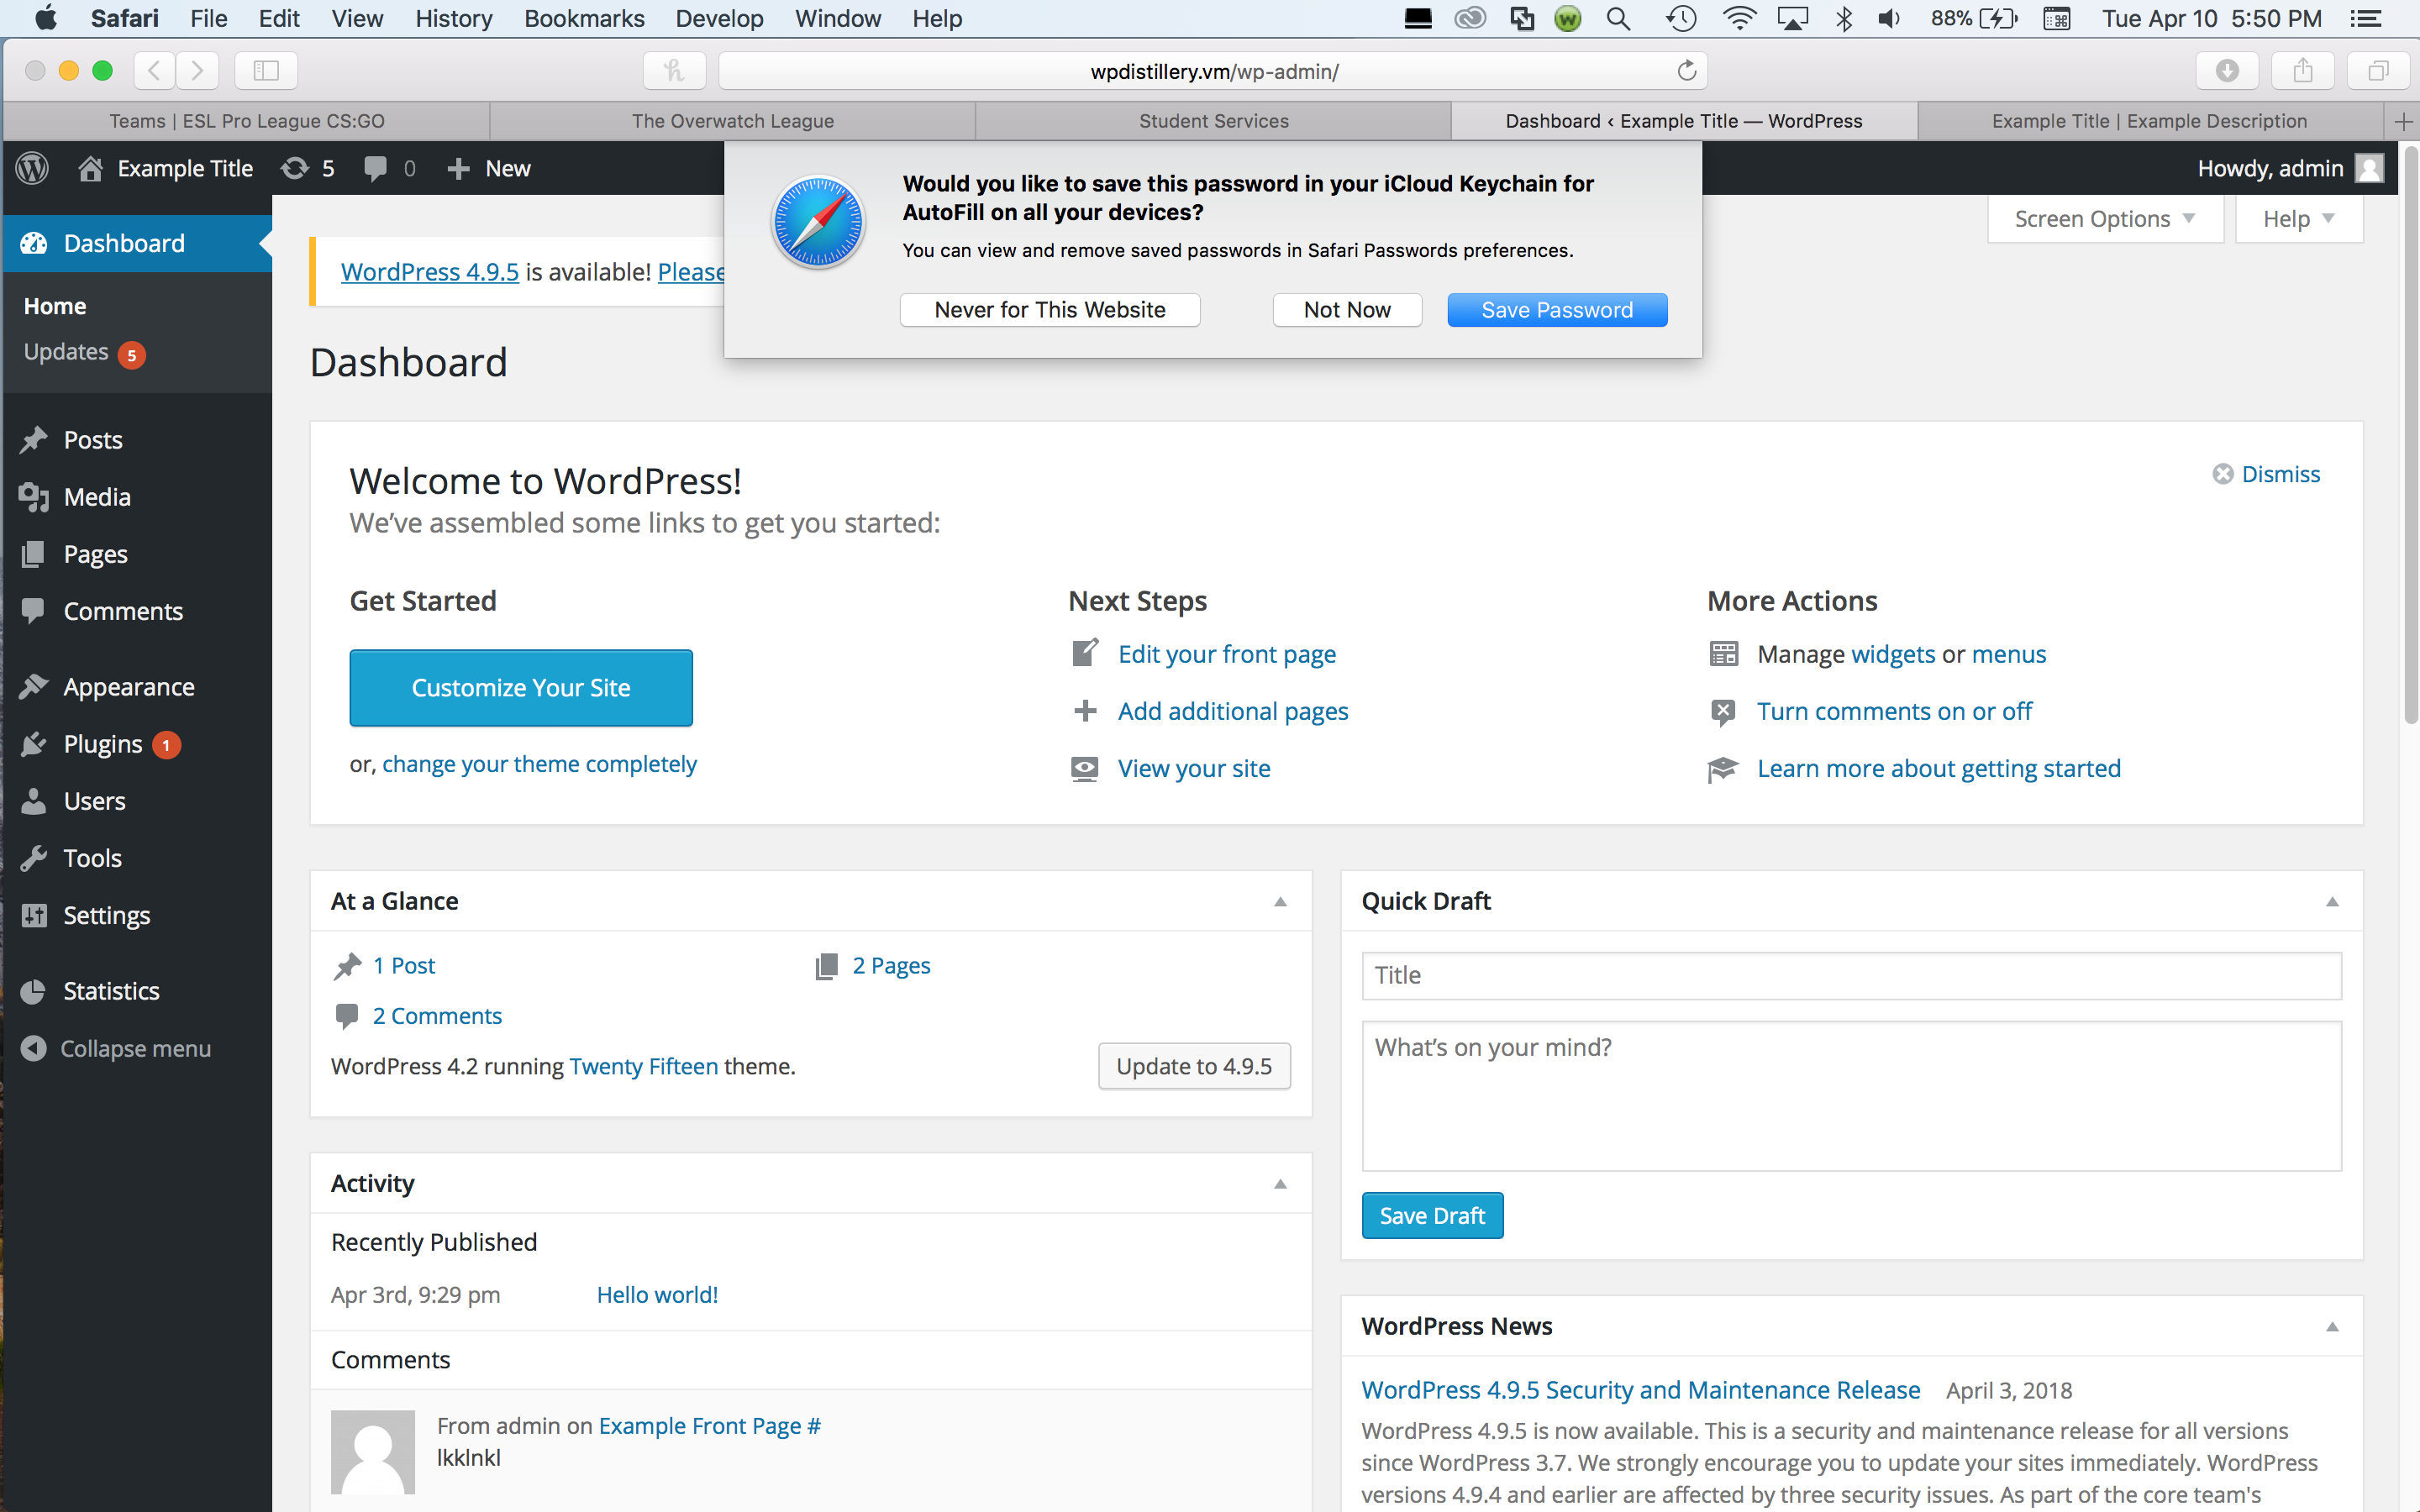 Safari File Edit View History Bookmarks Develop Window Help 88% Tue Apr 10 5:50 PM
wpdistillery.vm/wp-admin/
Teams | ESL Pro League CS:GO The Overwatch League Student Services Dashboard ‹ Example Title — WordPress Example Title | Example Description
Example Title 5 0 New Howdy, admin
Would you like to save this password in your iCloud Keychain for
AutoFill on all your devices?
You can view and remove saved passwords in Safari Passwords preferences.
Never for This Website Not Now Save Password
Screen Options Help
Dashboard
Home
Updates 5
Posts
Media
Pages
Comments
Appearance
Plugins 1
Users
Tools
Settings
Statistics
Collapse menu
WordPress 4.9.5 is available! Please
Dashboard
Welcome to WordPress!
Dismiss
We’ve assembled some links to get you started:
Get Started
Customize Your Site
or, change your theme completely
Next Steps
Edit your front page
Add additional pages
View your site
More Actions
Manage widgets or menus
Turn comments on or off
Learn more about getting started
At a Glance
1 Post 2 Pages
2 Comments
WordPress 4.2 running Twenty Fifteen theme. Update to 4.9.5
Activity
Recently Published
Apr 3rd, 9:29 pm Hello world!
Comments
From admin on Example Front Page #
lkklnkl
Quick Draft
Title
What’s on your mind?
Save Draft
WordPress News
WordPress 4.9.5 Security and Maintenance Release April 3, 2018
WordPress 4.9.5 is now available. This is a security and maintenance release for all versions
since WordPress 3.7. We strongly encourage you to update your sites immediately. WordPress
versions 4.9.4 and earlier are affected by three security issues. As part of the core team's